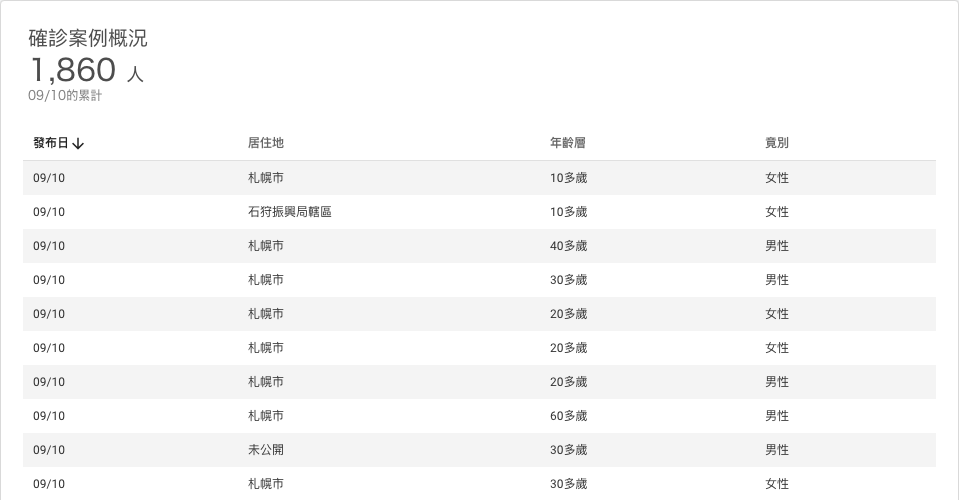 確診案例概況
1,860 人
09/10的累計
發布日↓ 居住地 年齡層 竟別
09/10 札幌市 10多歲 女性
09/10 石狩振興局轄區 10多歲 女性
09/10 札幌市 40多歲 男性
09/10 札幌市 30多歲 男性
09/10 札幌市 20多歲 女性
09/10 札幌市 20多歲 女性
09/10 札幌市 20多歲 男性
09/10 札幌市 60多歲 男性
09/10 未公開 30多歲 男性
09/10 札幌市 30多歲 女性